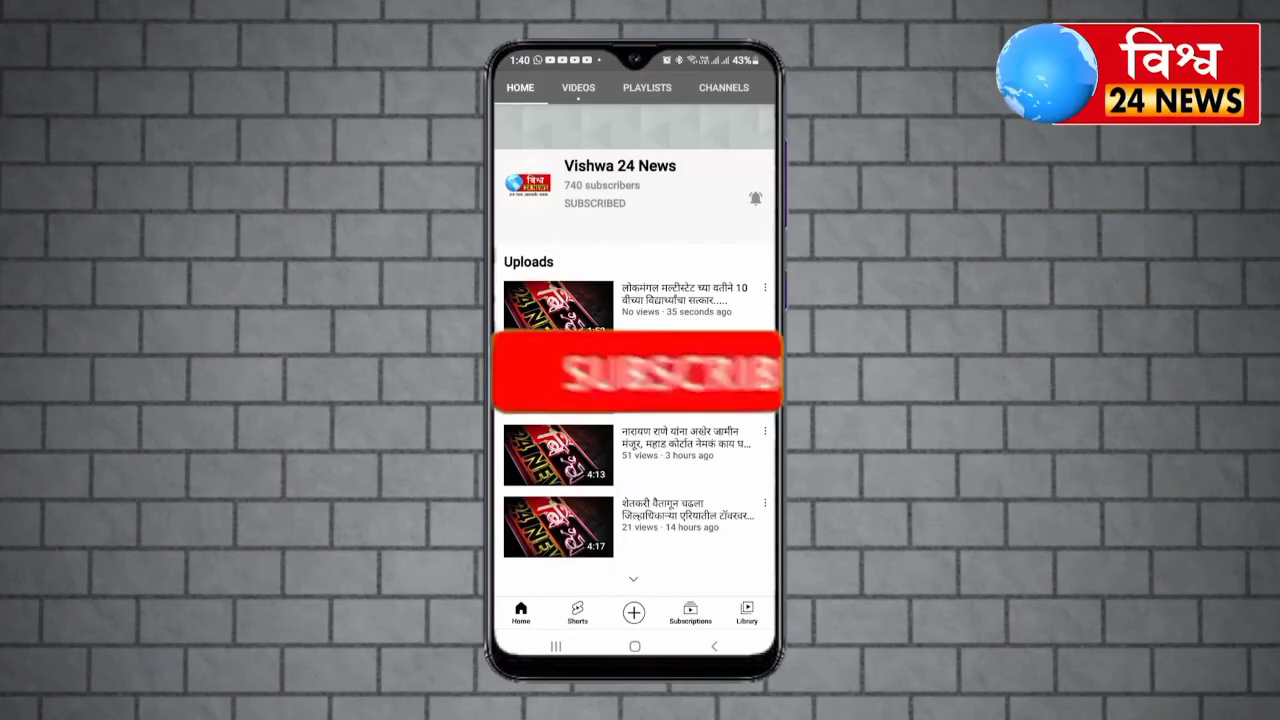 विश्व
24 NEWS
1:40
43%
HOME
VIDEOS
PLAYLISTS
CHANNELS
Vishwa 24 News
740 subscribers
SUBSCRIBED
Uploads
लोकमंगल मल्टीस्टेट च्या वतीने 10
वीच्या विद्यार्थ्यांचा सत्कार.....
No views · 35 seconds ago
SUBSCRIB
नारायण राणे यांना अखेर जामीन
मंजूर, महाड कोर्टात नेमकं काय घ...
51 views · 3 hours ago
4:13
शेतकरी वैतागून चढला
जिल्हाधिकाऱ्या एरियातील टॉवरवर...
21 views · 14 hours ago
4:17
Home
Shorts
Subscriptions
Library